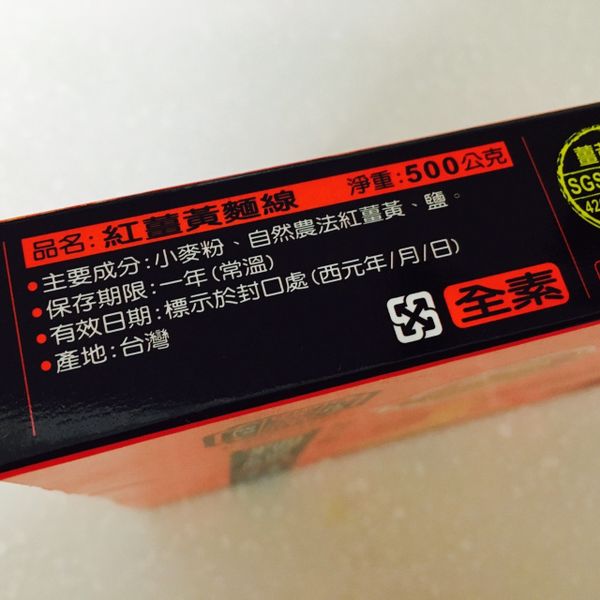 品名:紅薑黃麵線 淨重:500公克
•主要成分:小麥粉、自然農法紅薑黃、鹽。
•保存期限:一年(常溫)
•有效日期:標示於封口處(西元年/月/日)
•產地:台灣
全素
薑黃
SGS
42